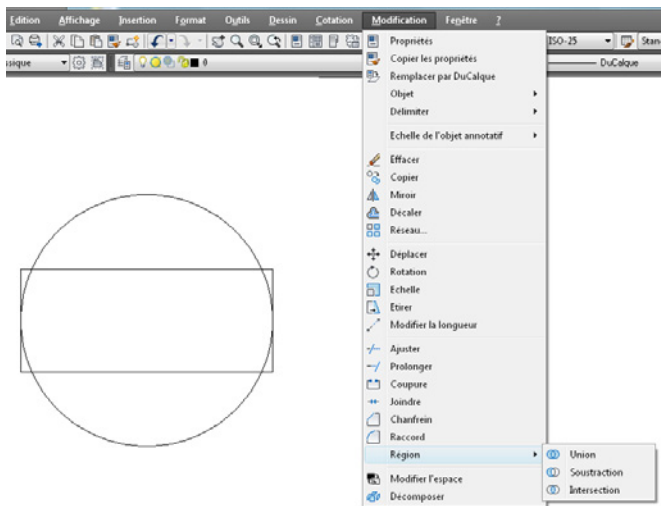 Edition Affichage Insertion Format Outils Dessin Cotation Modification Fenêtre ?
ISO-25 Stan
DuCalque
Propriétés
Copier les propriétés
Remplacer par DuCalque
Objet
Delimiter
Echelle de l'objet annotatif
Effacer
Copier
Miroir
Décaler
Réseau...
Déplacer
Rotation
Echelle
Etirer
Modifier la longueur
Ajuster
Prolonger
Coupure
Joindre
Chanfrein
Raccord
Région
Union
Soustraction
Intersection
Modifier l'espace
Décomposer